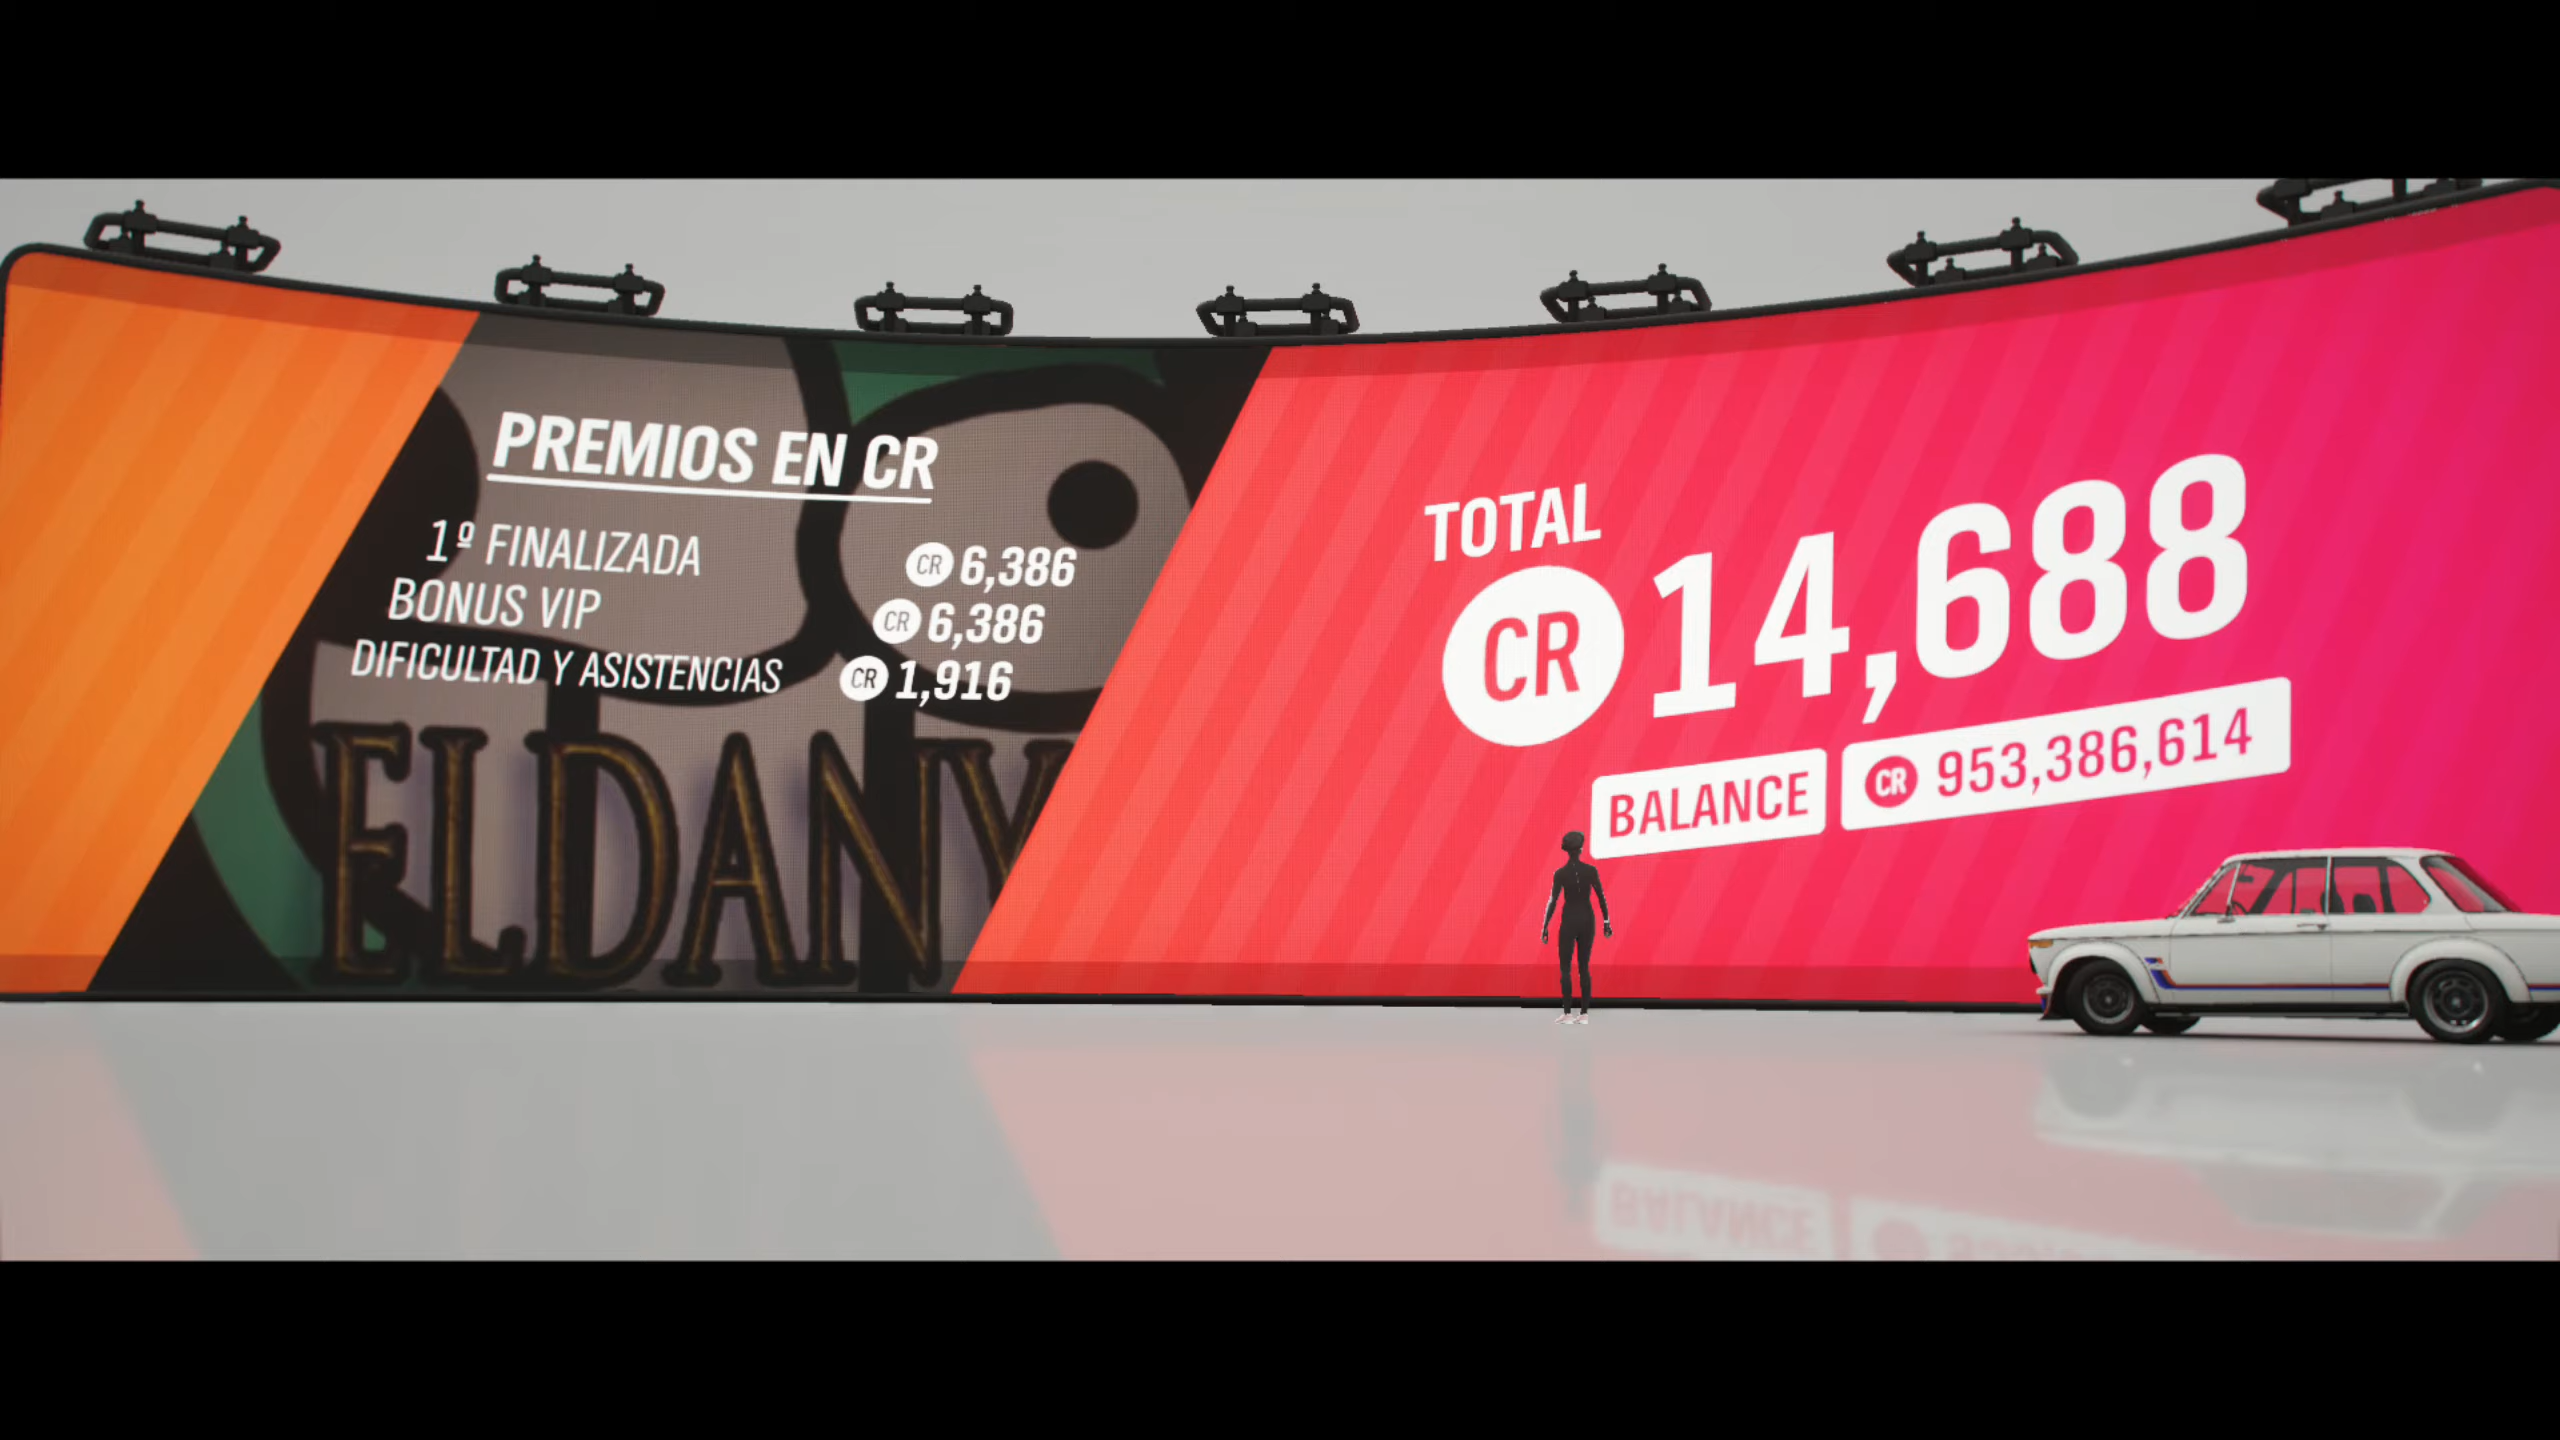 PREMIOS EN CR
1º FINALIZADA CR 6,386
BONUS VIP CR 6,386
DIFICULTAD Y ASISTENCIAS CR 1,916
ELDANY
TOTAL
CR 14,688
BALANCE CR 953,386,614